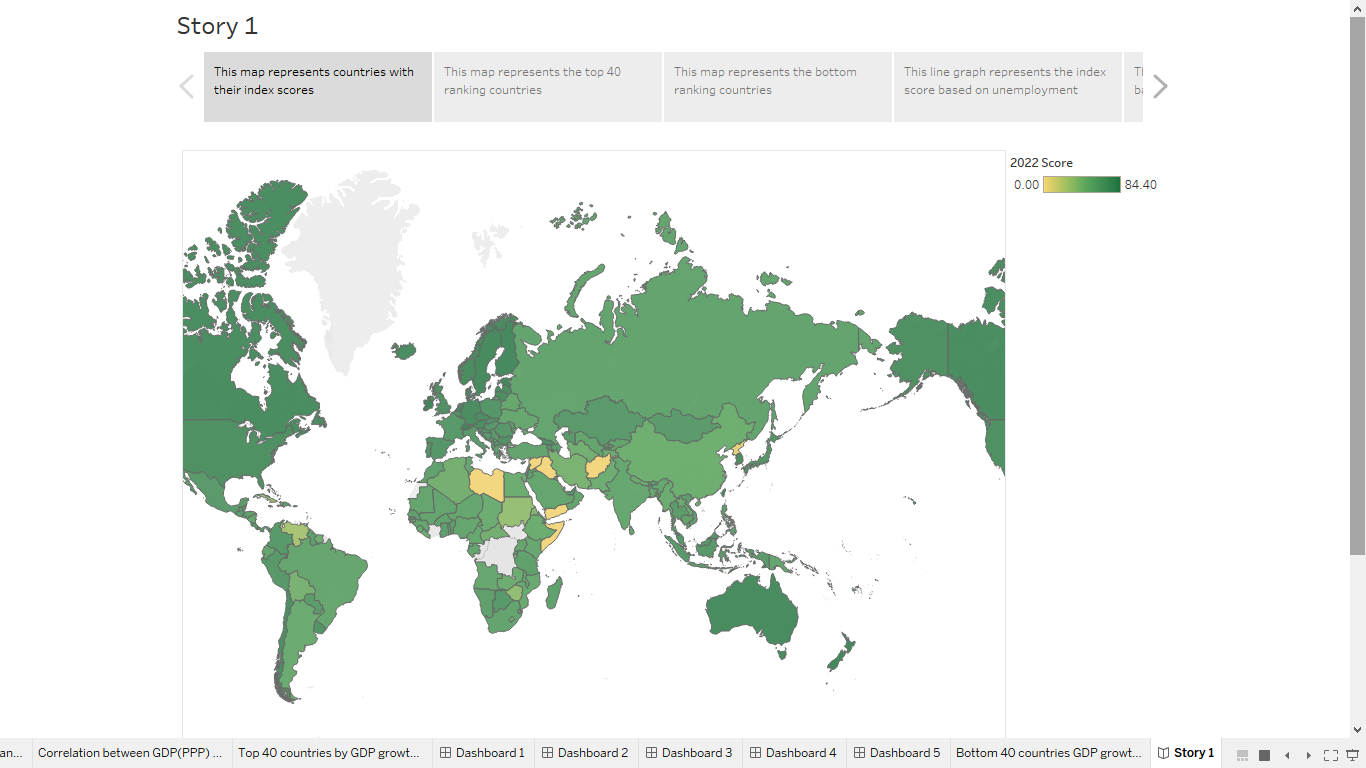 Story 1
This map represents countries with
their index scores
This map represents the top 40
ranking countries
This map represents the bottom
ranking countries
This line graph represents the index
score based on unemployment
2022 Score
0.00
84.40
an...
Correlation between GDP(PPP) ...
Top 40 countries by GDP growt...
Dashboard 1
Dashboard 2
Dashboard 3
Dashboard 4
Dashboard 5
Bottom 40 countries GDP growt...
Story 1